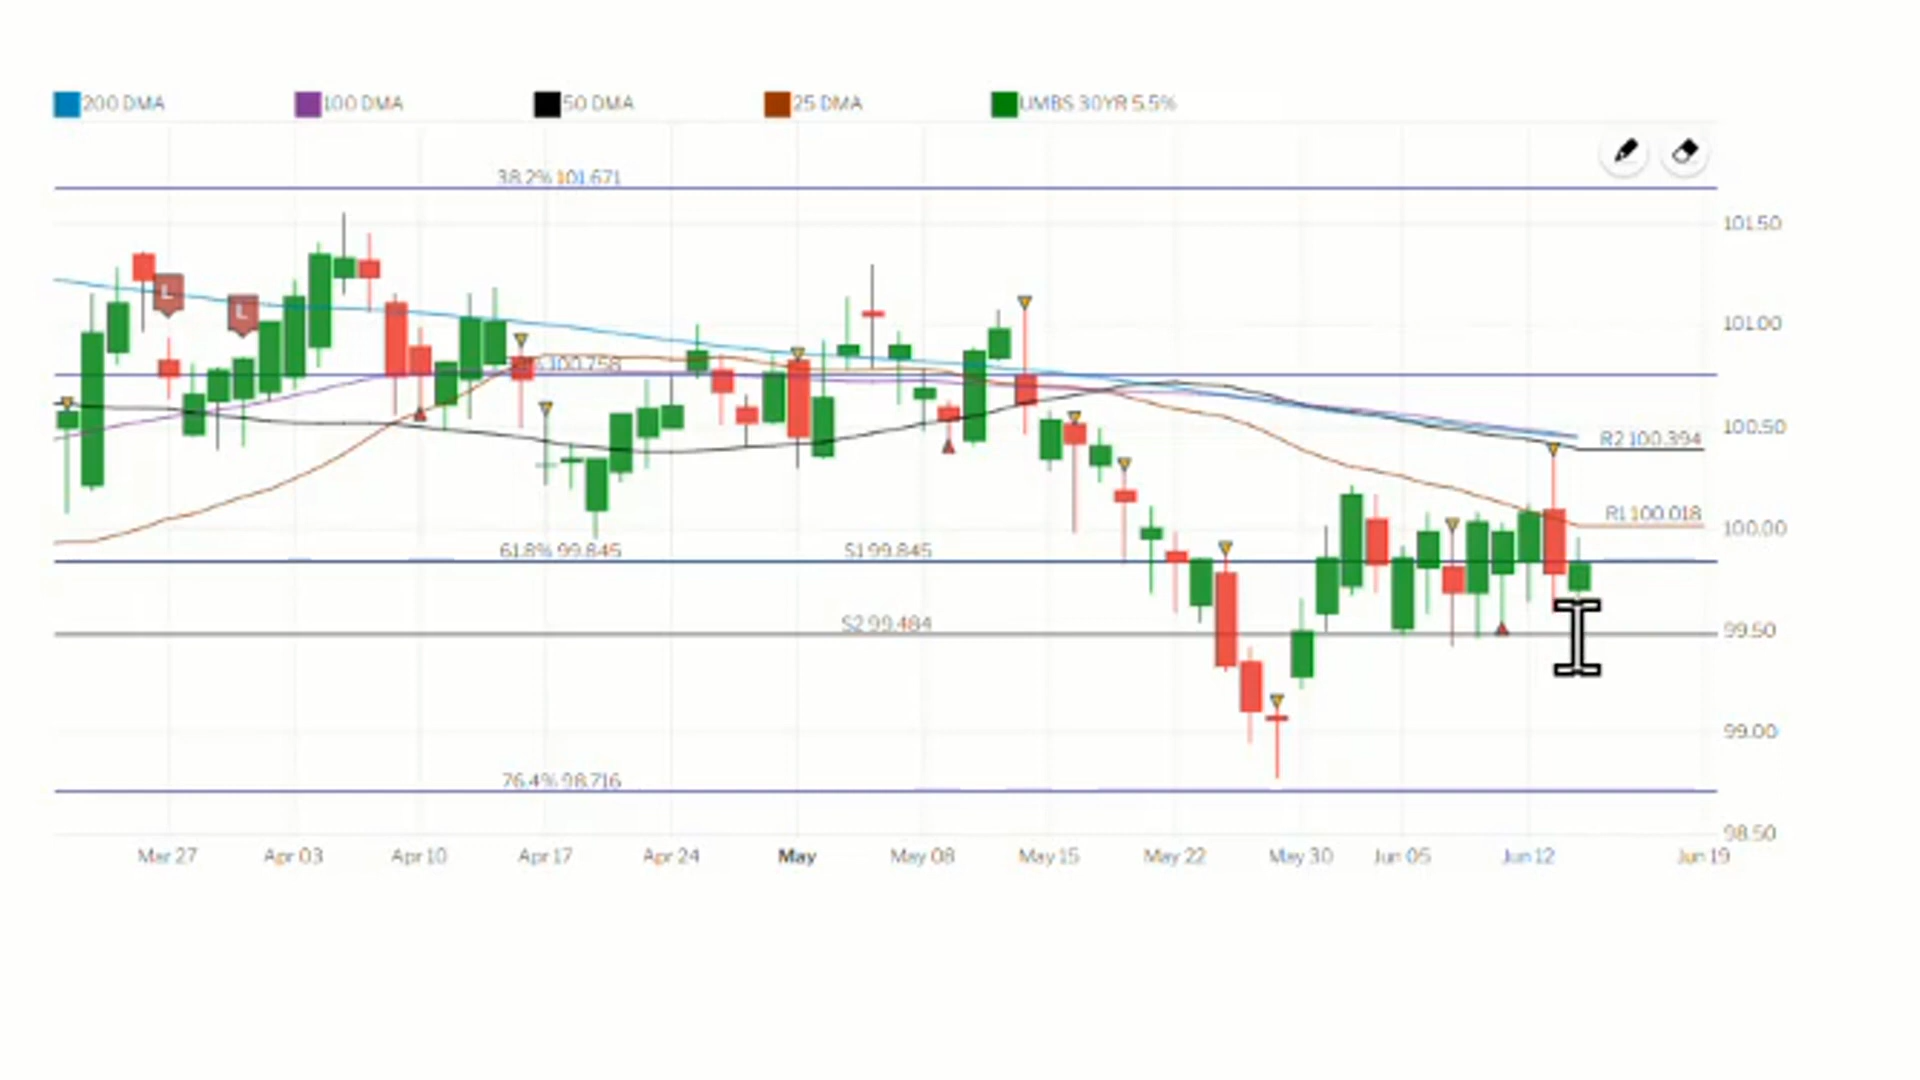 200 DMA 100 DMA 50 DMA 25 DMA UMBS 30YR 5.5%
38.2% 101.671
101.50
L
L
101.00
100.758
100.50
R2 100.394
R1 100.018
100.00
61.8% 99.845 S1 99.845
S2 99.484
99.50
99.00
76.4% 98.716
98.50
Mar 27 Apr 03 Apr 10 Apr 17 Apr 24 May May 08 May 15 May 22 May 30 Jun 05 Jun 12 Jun 19